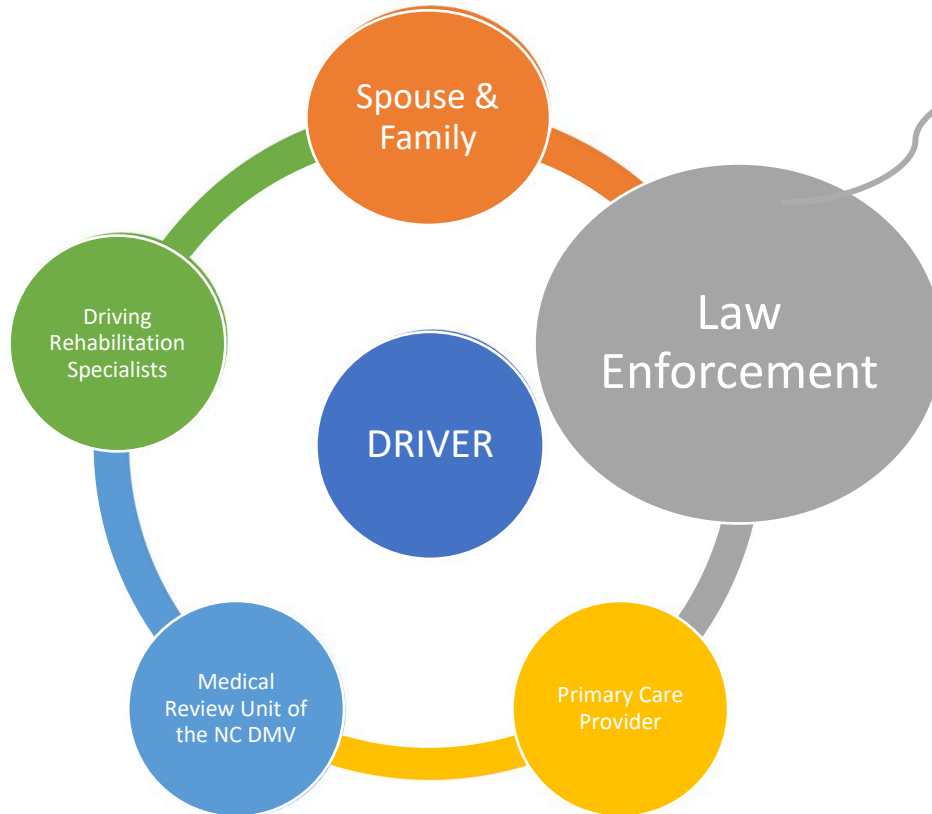 Spouse &
Family
Law
Enforcement
Driving
Rehabilitation
Specialists
DRIVER
Medical
Review Unit of
the NC DMV
Primary Care
Provider